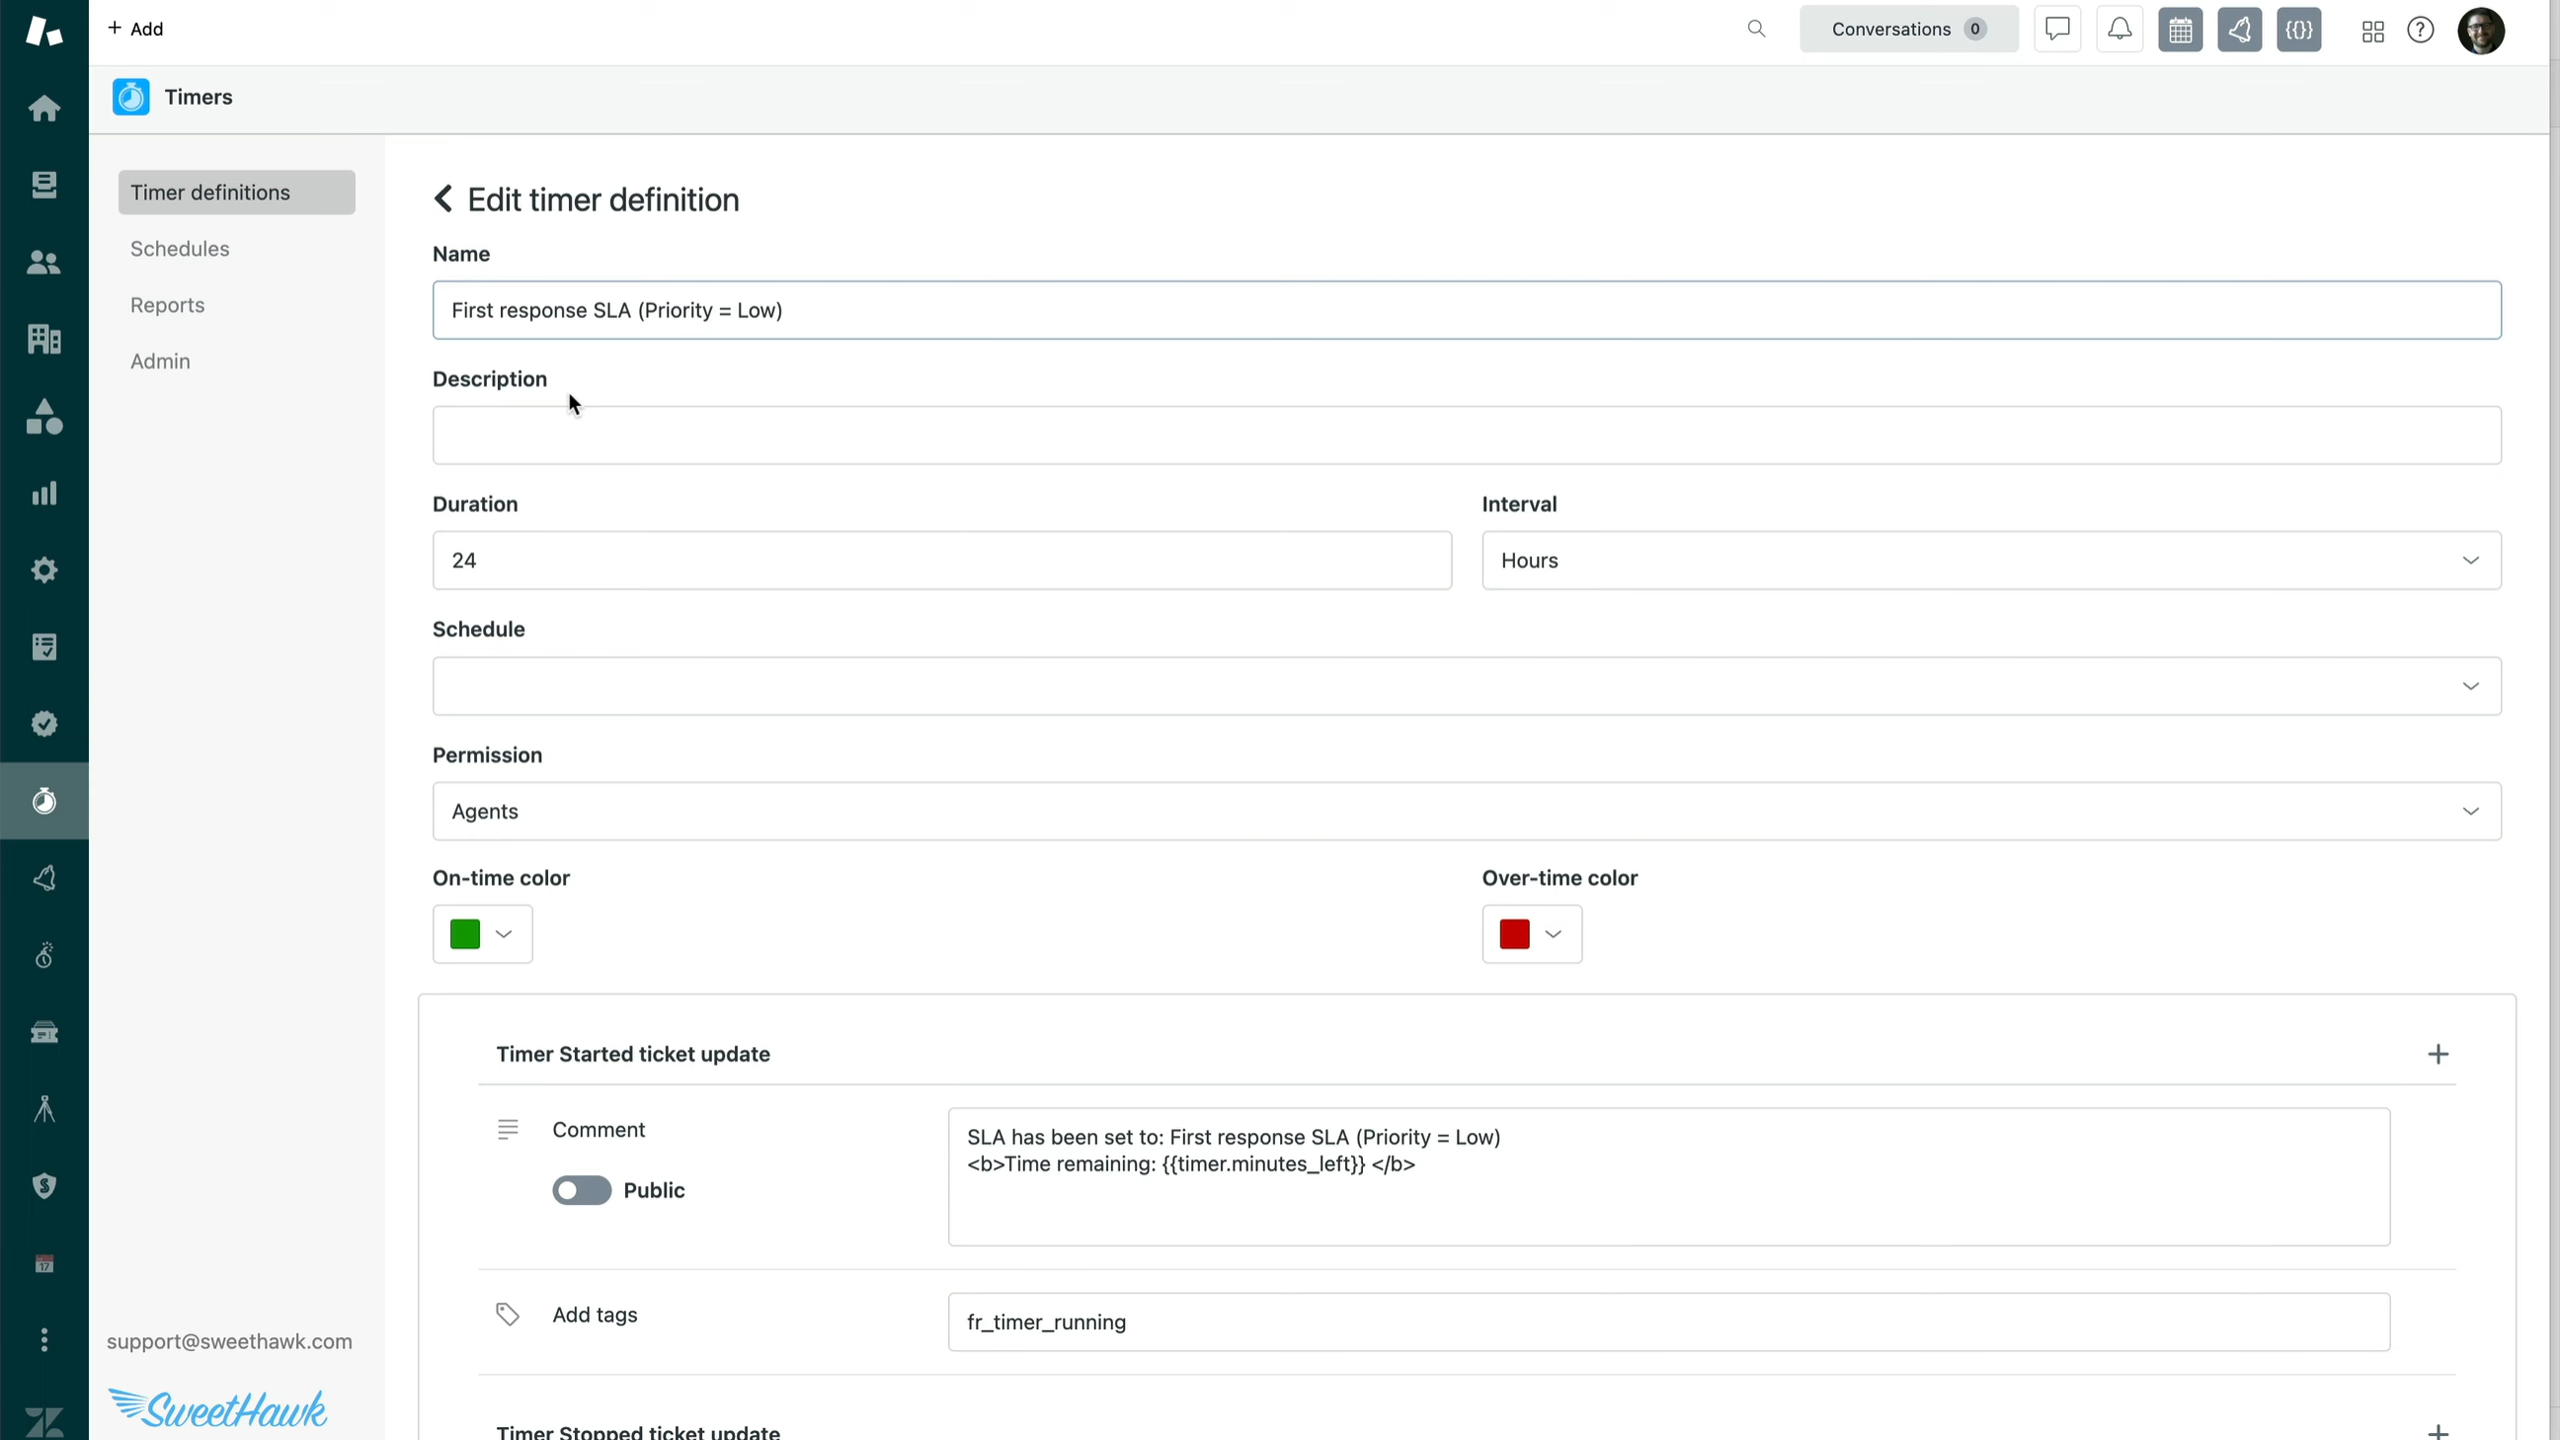 + Add
Conversations 0
{{}}
Timers
Timer definitions
Schedules
Reports
Admin
Edit timer definition
Name
First response SLA (Priority = Low)
Description
Duration
Interval
24
Hours
Schedule
Permission
Agents
On-time color
Over-time color
Timer Started ticket update
Comment
Public
SLA has been set to: First response SLA (Priority = Low)
<b>Time remaining: {{timer.minutes_left}} </b>
Add tags
fr_timer_running
Timer Stopped ticket update
17
support@sweethawk.com
SweetHawk